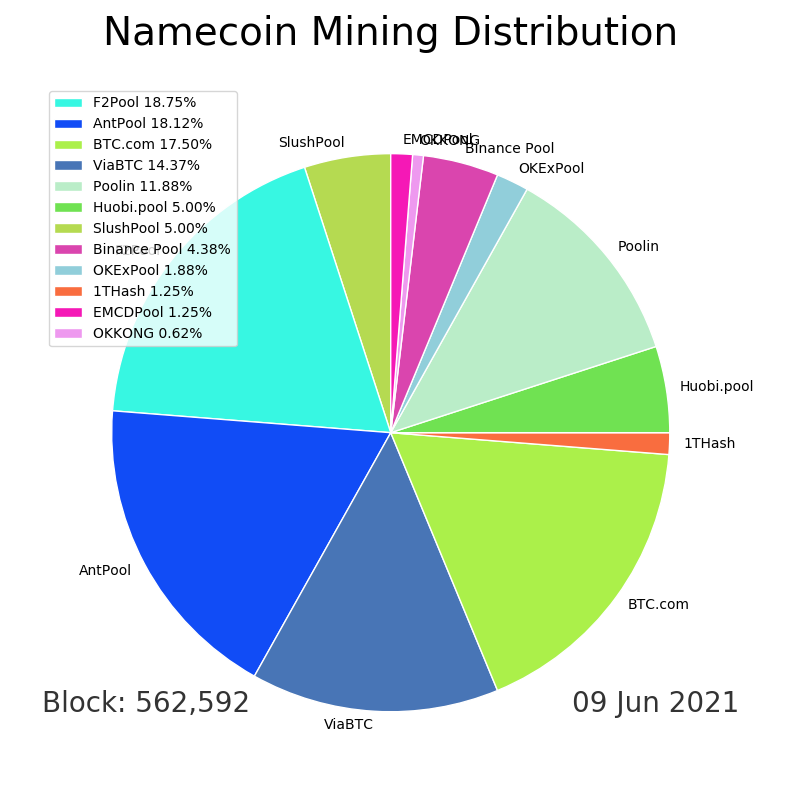 Namecoin Mining Distribution
F2Pool 18.75%
AntPool 18.12%
BTC.com 17.50%
ViaBTC 14.37%
Poolin 11.88%
Huobi.pool 5.00%
SlushPool 5.00%
Binance Pool 4.38%
OKExPool 1.88%
1THash 1.25%
EMCDPool 1.25%
OKKONG 0.62%
SlushPool
EMCDPool
OKKONG
Binance Pool
OKExPool
Poolin
F2Pool
Huobi.pool
1THash
AntPool
BTC.com
ViaBTC
Block: 562,592
09 Jun 2021